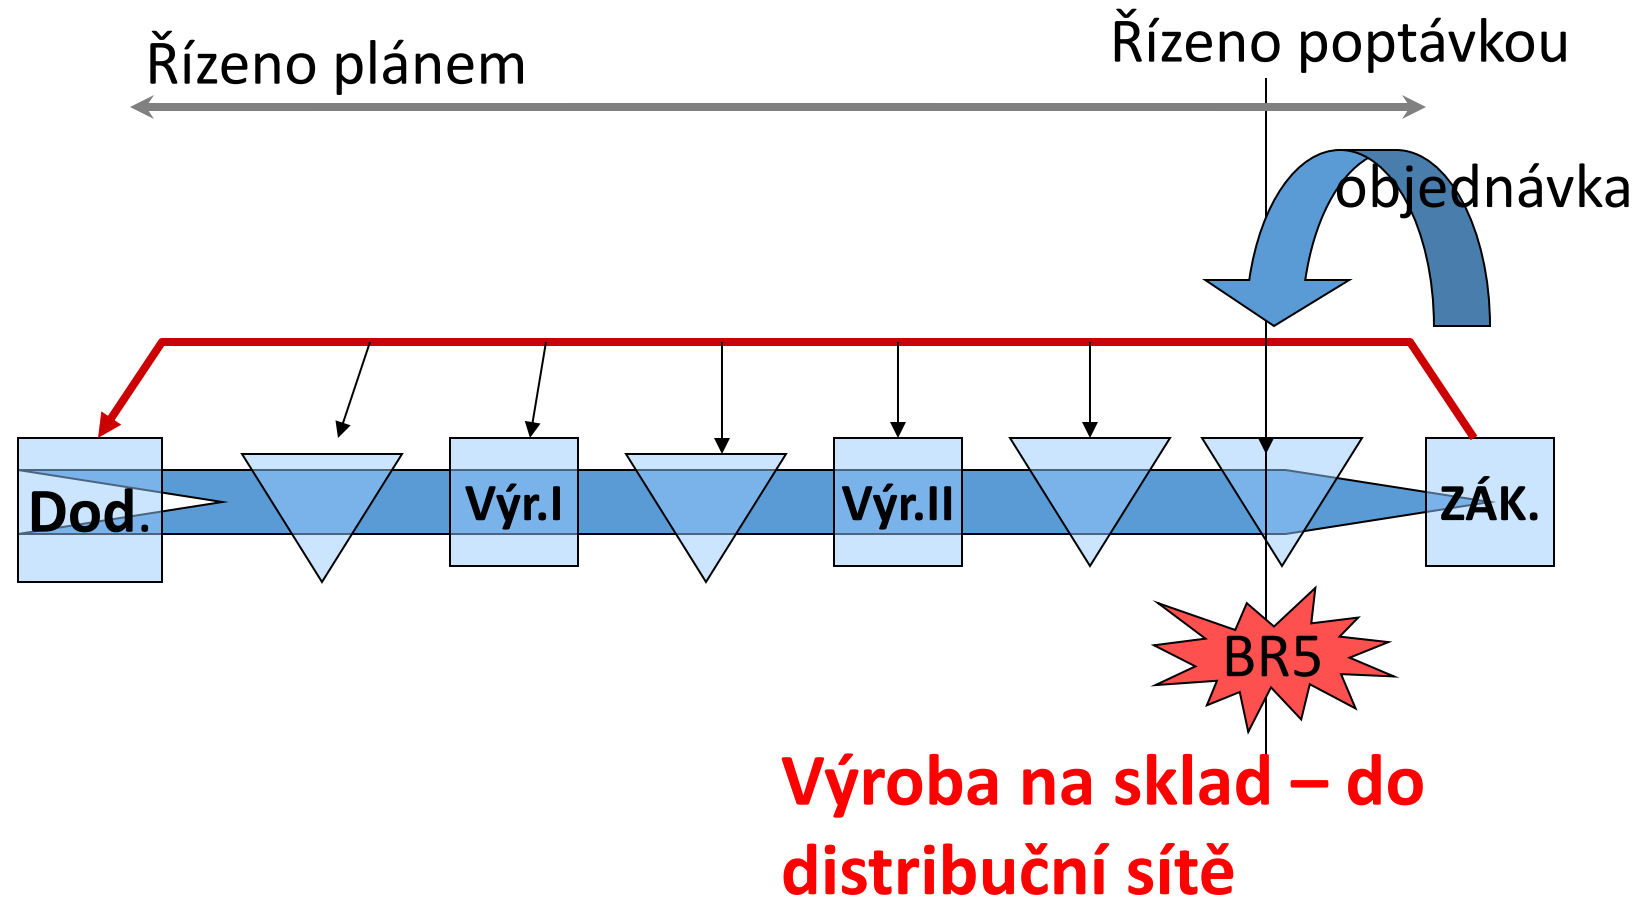 Řízeno plánem
Řízeno poptávkou
objednávka
Dod.
Výr.I
Výr.II
ZÁK.
BR5
Výroba na sklad – do
distribuční sítě